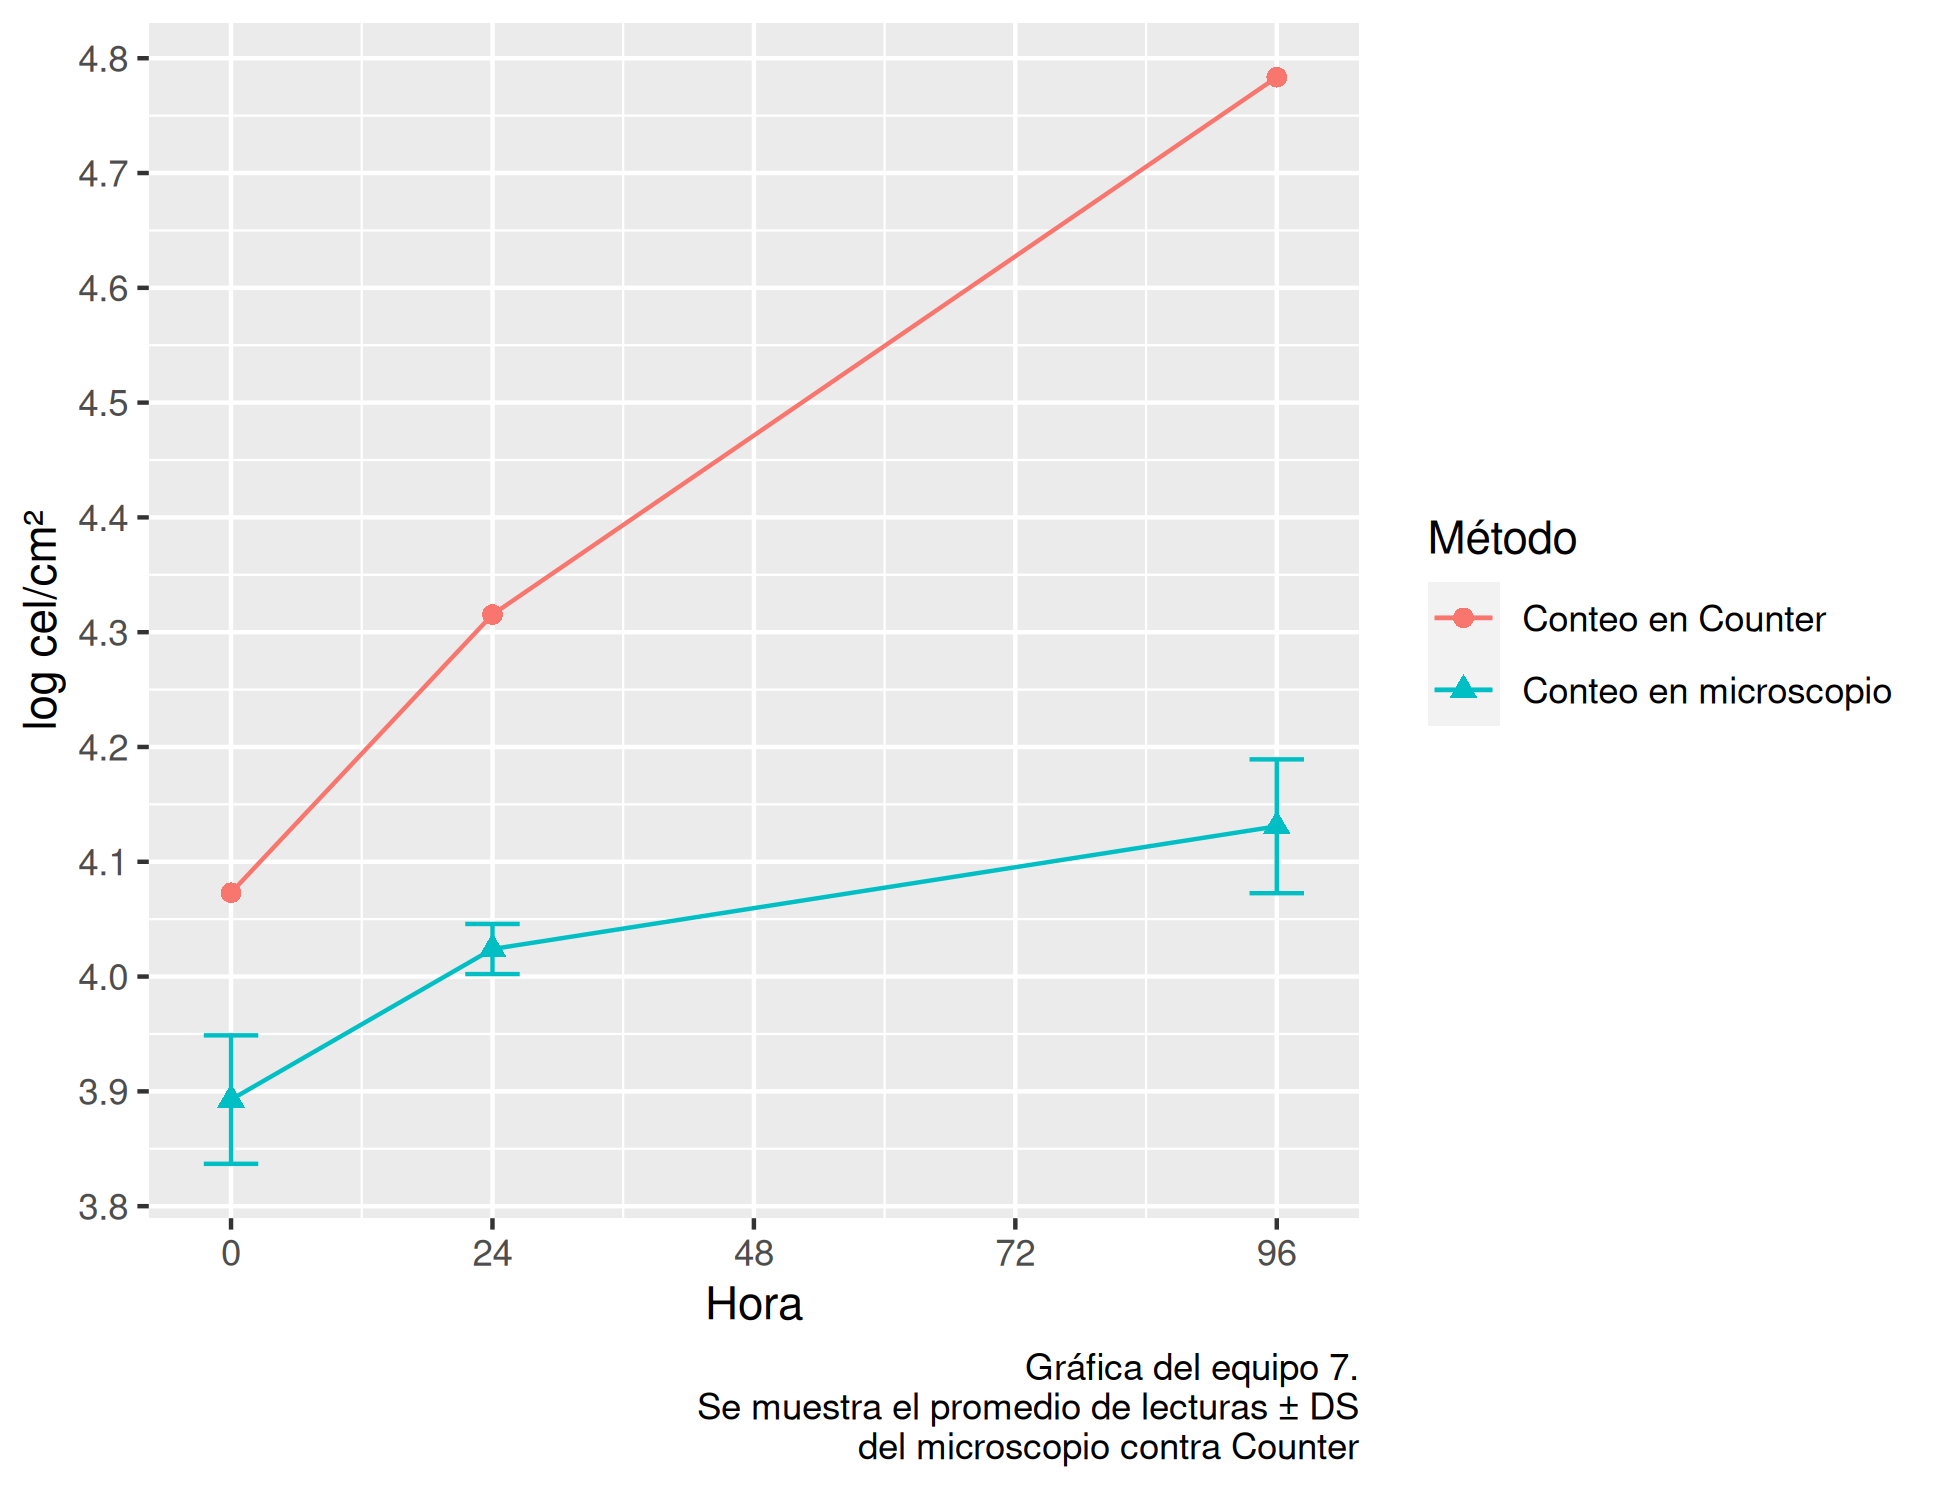 4.8
4.7
4.6
4.5
4.4
4.3
4.2
4.1
4.0
3.9
3.8
log cel/cm²
0 24 48 72 96
Hora
Método
Conteo en Counter
Conteo en microscopio
Gráfica del equipo 7.
Se muestra el promedio de lecturas ± DS
del microscopio contra Counter